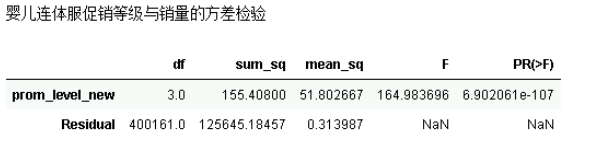 婴儿连体服促销等级与销量的方差检验
df sum_sq mean_sq F PR(>F)
prom_level_new 3.0 155.40800 51.802667 164.983696 6.902061e-107
Residual 400161.0 125645.18457 0.313987 NaN NaN